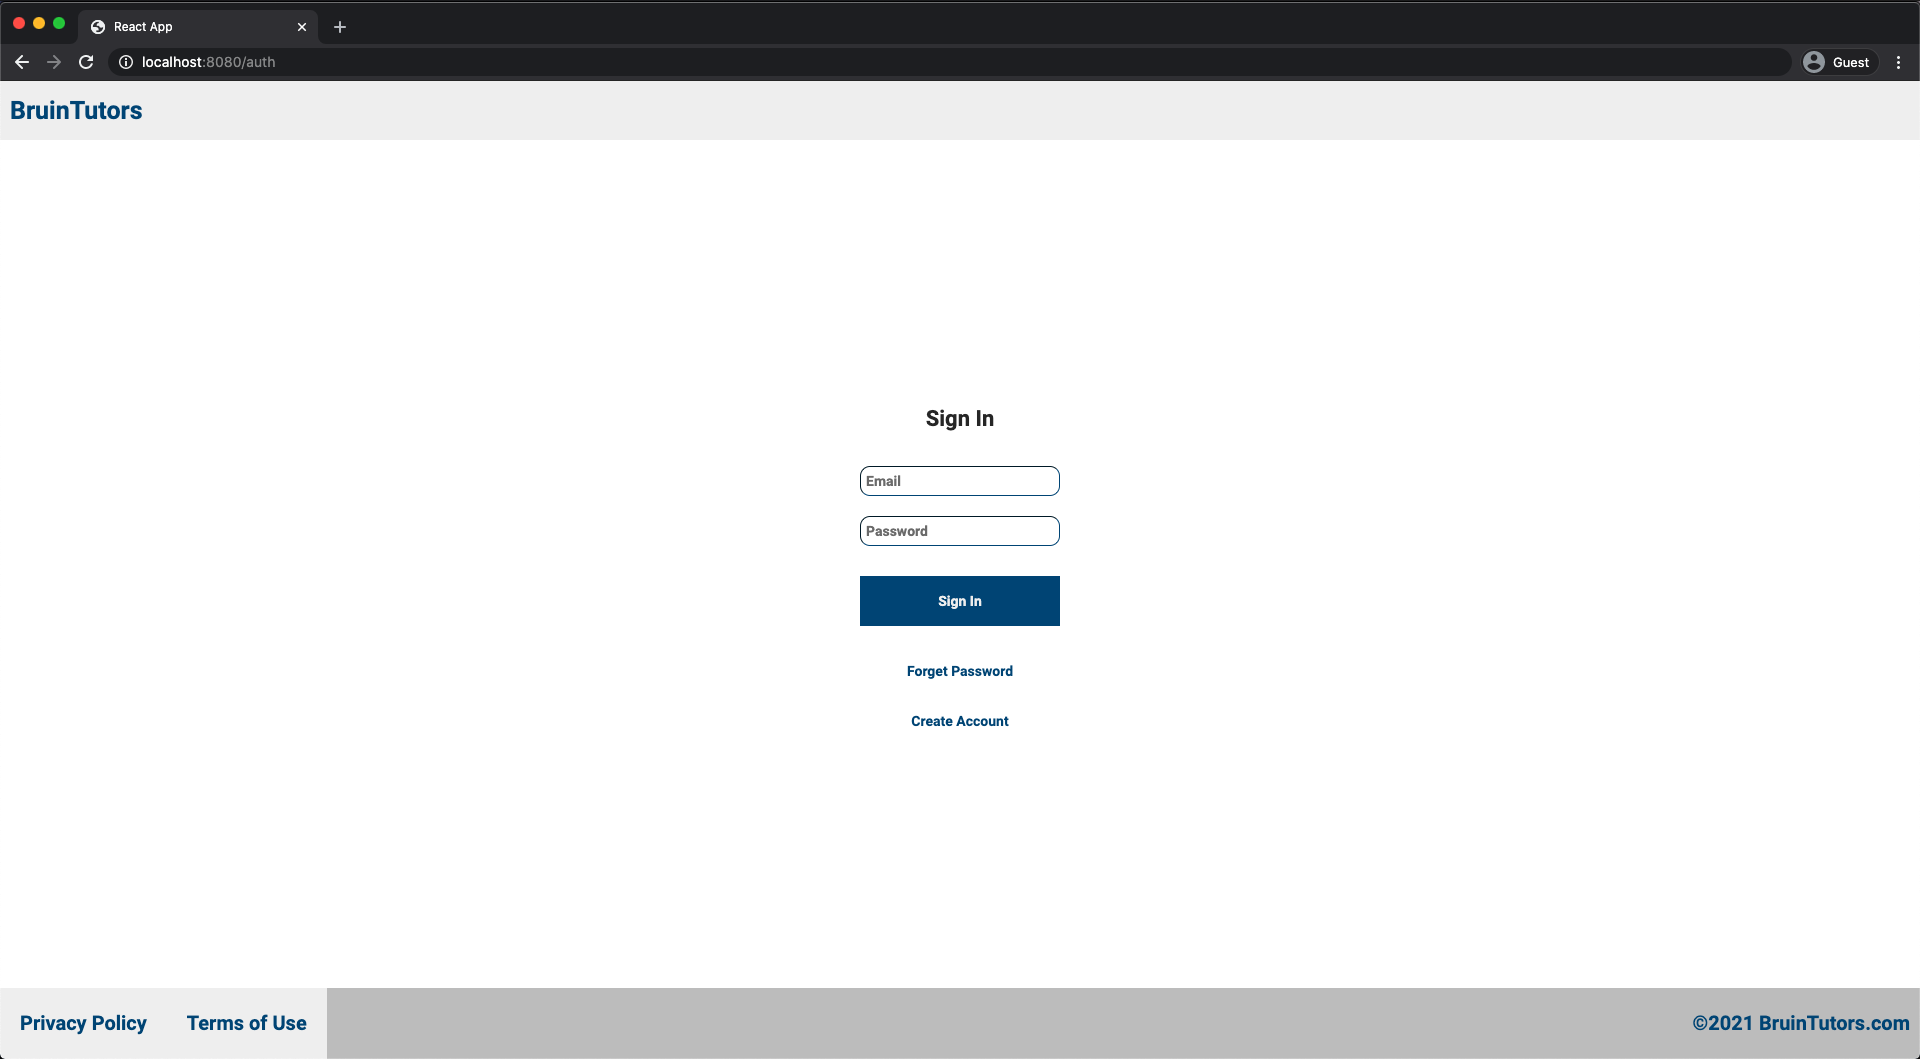 React App
localhost:8080/auth
Guest
BruinTutors
Sign In
Email
Password
Sign In
Forget Password
Create Account
Privacy Policy Terms of Use ©2021 BruinTutors.com